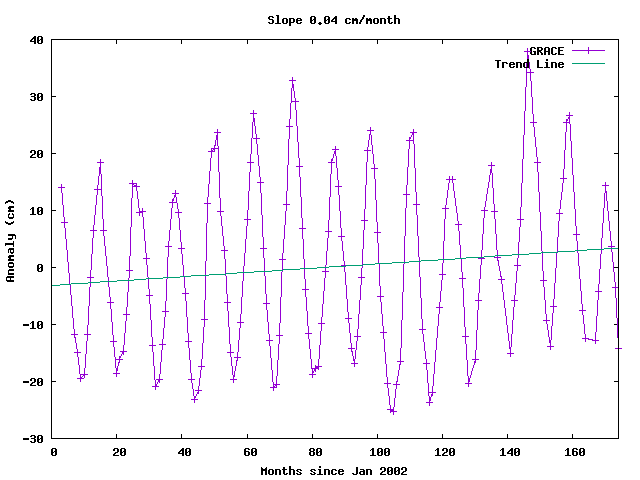 Slope 0.04 cm/month
GRACE
Trend Line
40
30
20
10
0
-10
-20
-30
Anomaly (cm)
0 20 40 60 80 100 120 140 160
Months since Jan 2002